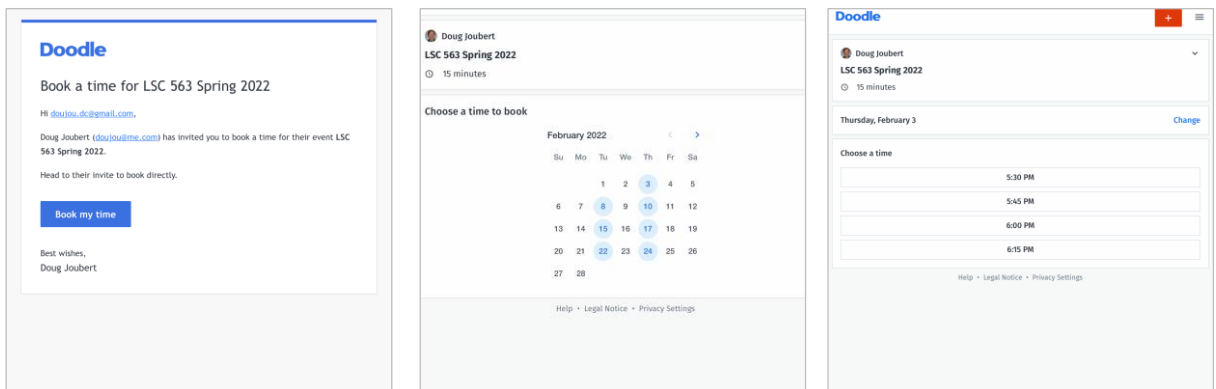 Doodle
Book a time for LSC 563 Spring 2022
Hi doujou.dc@gmail.com,
Doug Joubert (doujou@me.com) has invited you to book a time for their event LSC
563 Spring 2022.
Head to their invite to book directly.
Book my time
Best wishes,
Doug Joubert
Doug Joubert
LSC 563 Spring 2022
15 minutes
Choose a time to book
February 2022 < >
Su Mo Tu We Th Fr Sa
1 2 3 4 5
6 7 8 9 10 11 12
13 14 15 16 17 18 19
20 21 22 23 24 25 26
27 28
Help • Legal Notice • Privacy Settings
Doodle +
Doug Joubert
LSC 563 Spring 2022
15 minutes
Thursday, February 3 Change
Choose a time
5:30 PM
5:45 PM
6:00 PM
6:15 PM
Help • Legal Notice • Privacy Settings